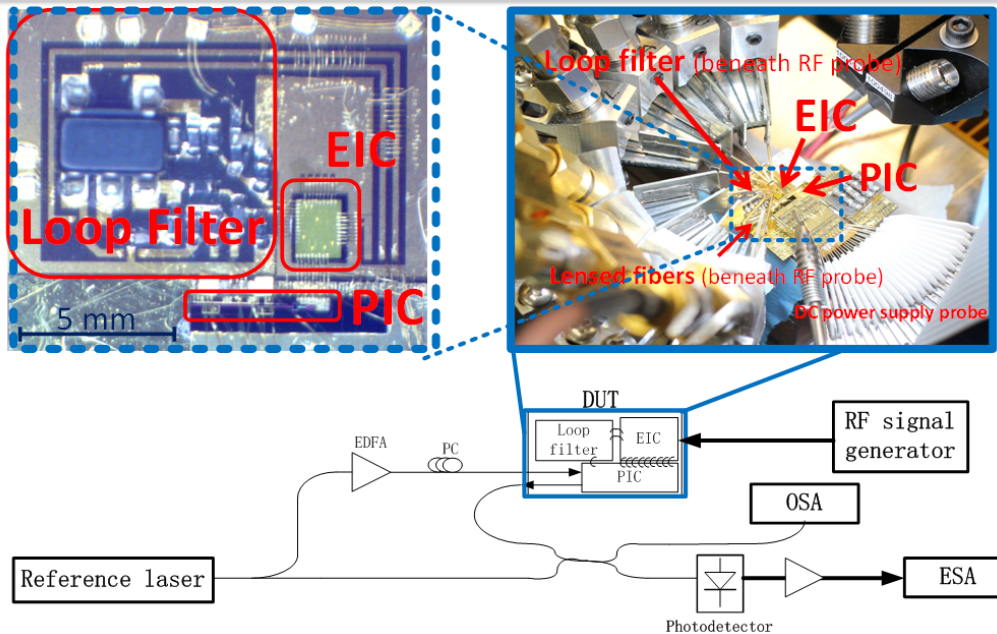 Loop filter (beneath RF probe)
EIC
PIC
Lensed fibers (beneath RF probe)
DC power supply probe
EIC
Loop Filter
PIC
5 mm
DUT
Loop
filter
EIC
PIC
RF signal
generator
EDFA
PC
OSA
Reference laser
ESA
Photodetector